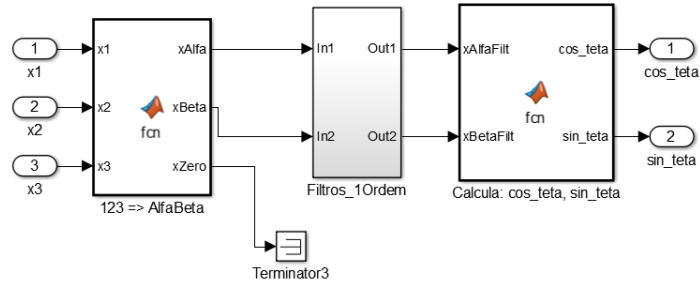 1
x1
2
x2
3
x3
x1
x2
x3
fcn
xAlfa
xBeta
xZero
123 => AlfaBeta
Terminator3
In1
In2
Out1
Out2
Filtros_1Ordem
xAlfaFilt
xBetaFilt
fcn
cos_teta
sin_teta
Calcula: cos_teta, sin_teta
1
cos_teta
2
sin_teta